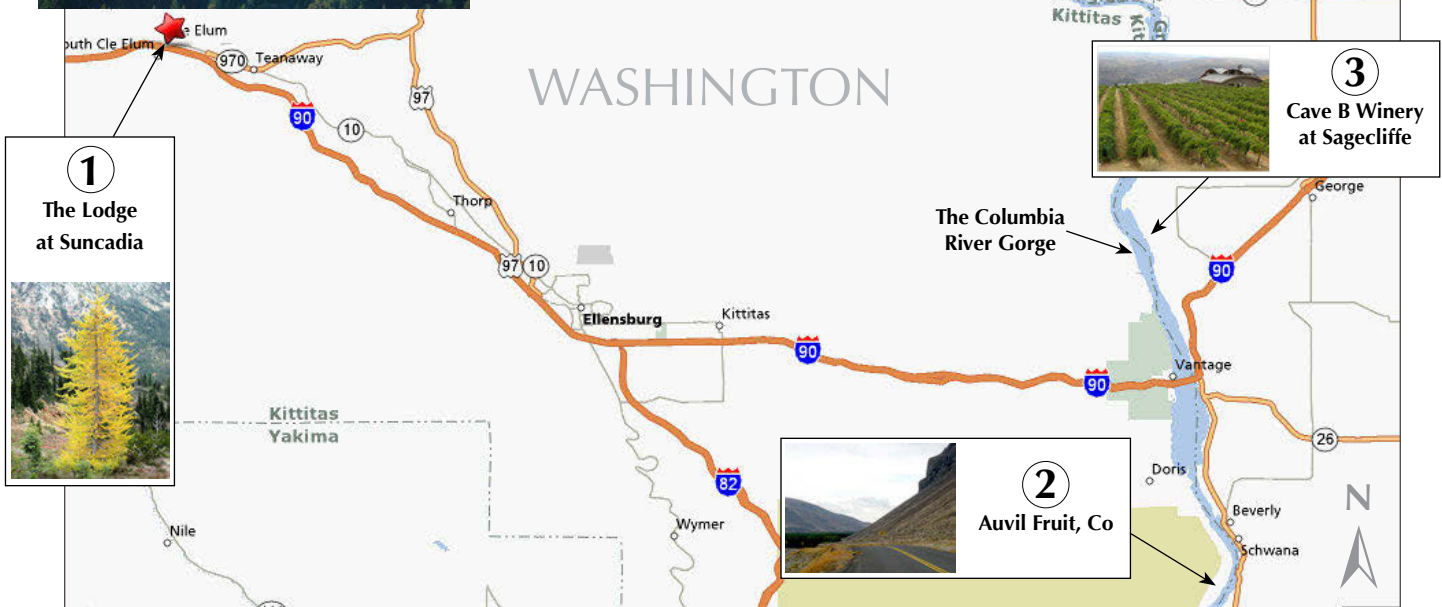 Kittitas
Kit
outh Cle Elum
e Elum
970
Teanaway
WASHINGTON
97
90
10
3
Cave B Winery
at Sagecliffe
1
The Lodge
at Suncadia
Thorp
George
The Columbia
River Gorge
97
10
90
Ellensburg
Kittitas
90
90
Vantage
Kittitas
Yakima
26
82
Doris
2
Auvil Fruit, Co
N
Nile
Wymer
Beverly
Schwana